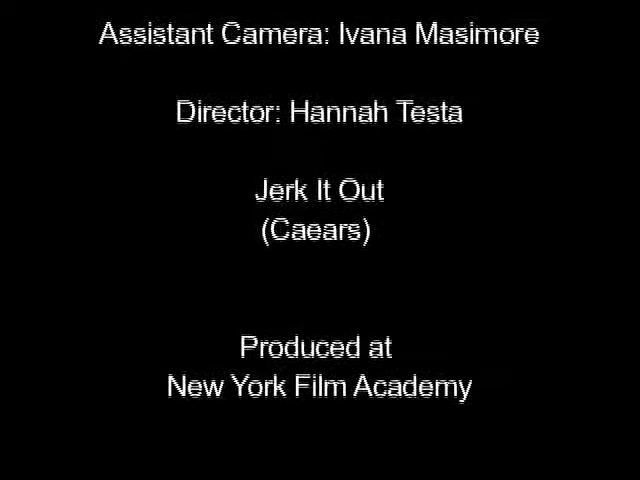 Assistant Camera: Ivana Masimore
Director: Hannah Testa
Jerk It Out
(Caears)
Produced at
New York Film Academy